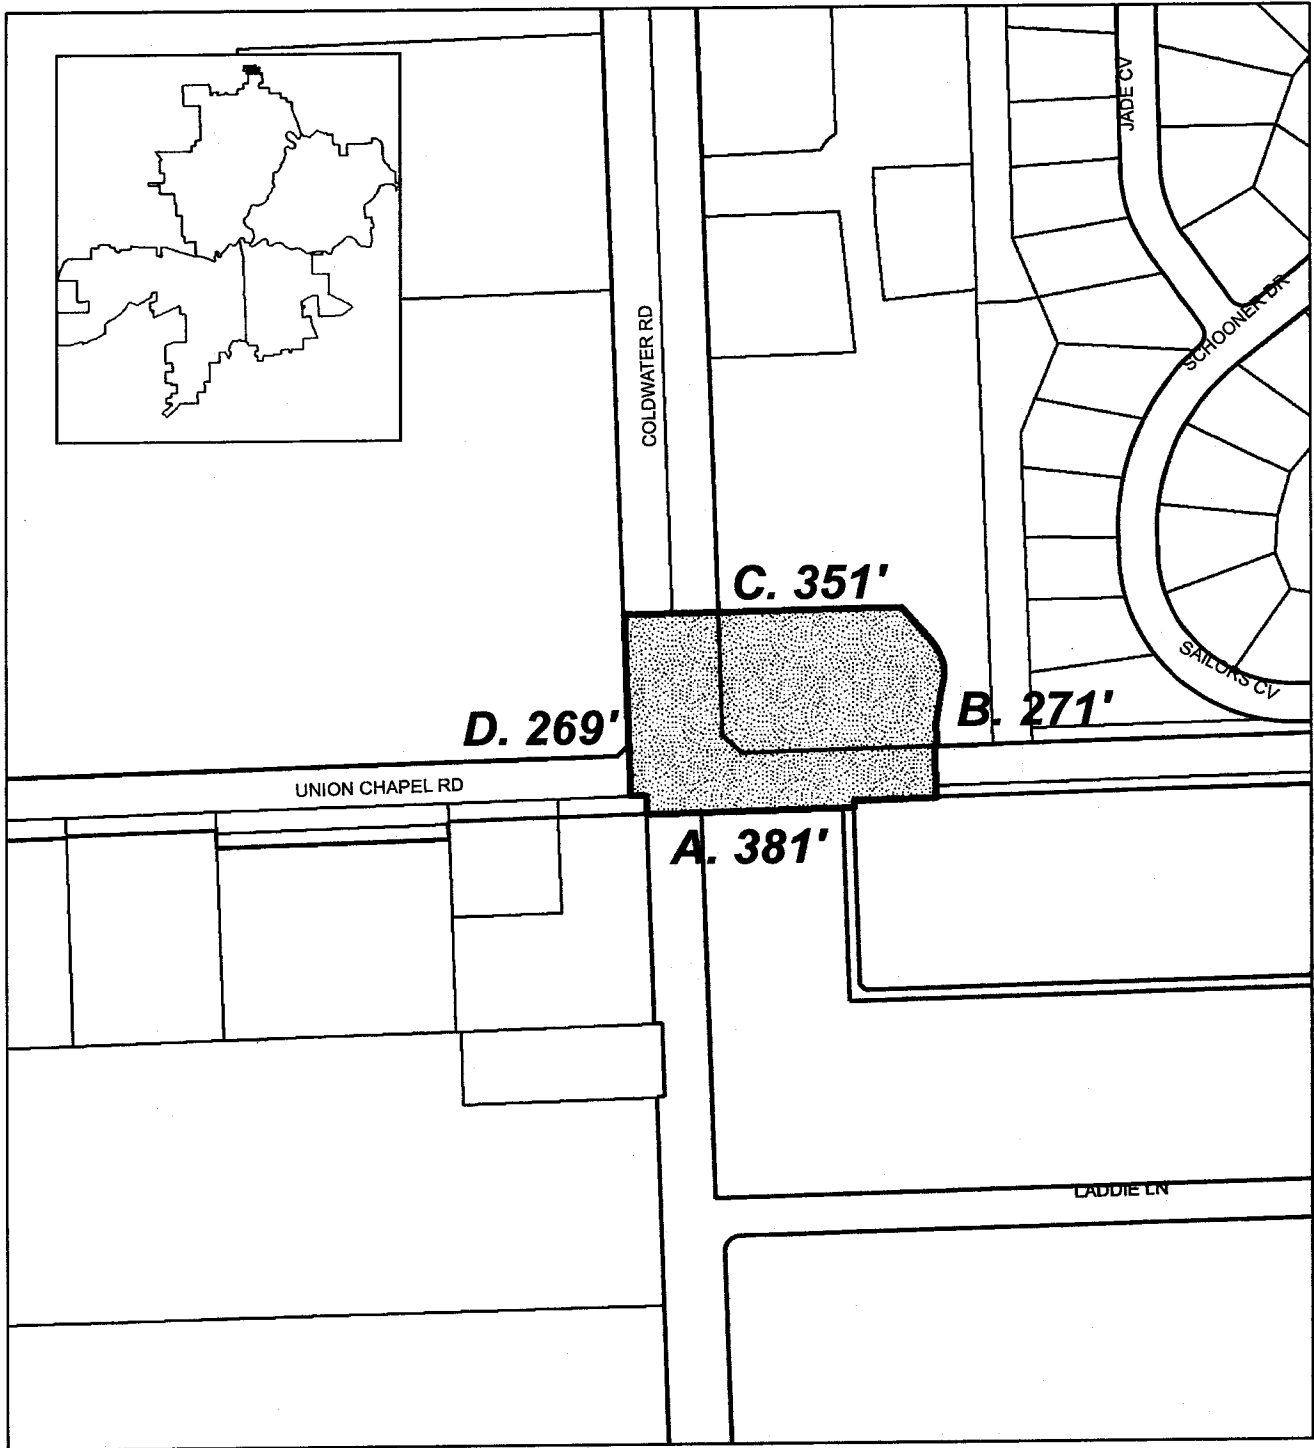 JADE CV
SCHOONER DR
COLDWATER RD
C. 351'
SAILORS CV
B. 271'
D. 269'
UNION CHAPEL RD
A. 381'
LADDIE LN